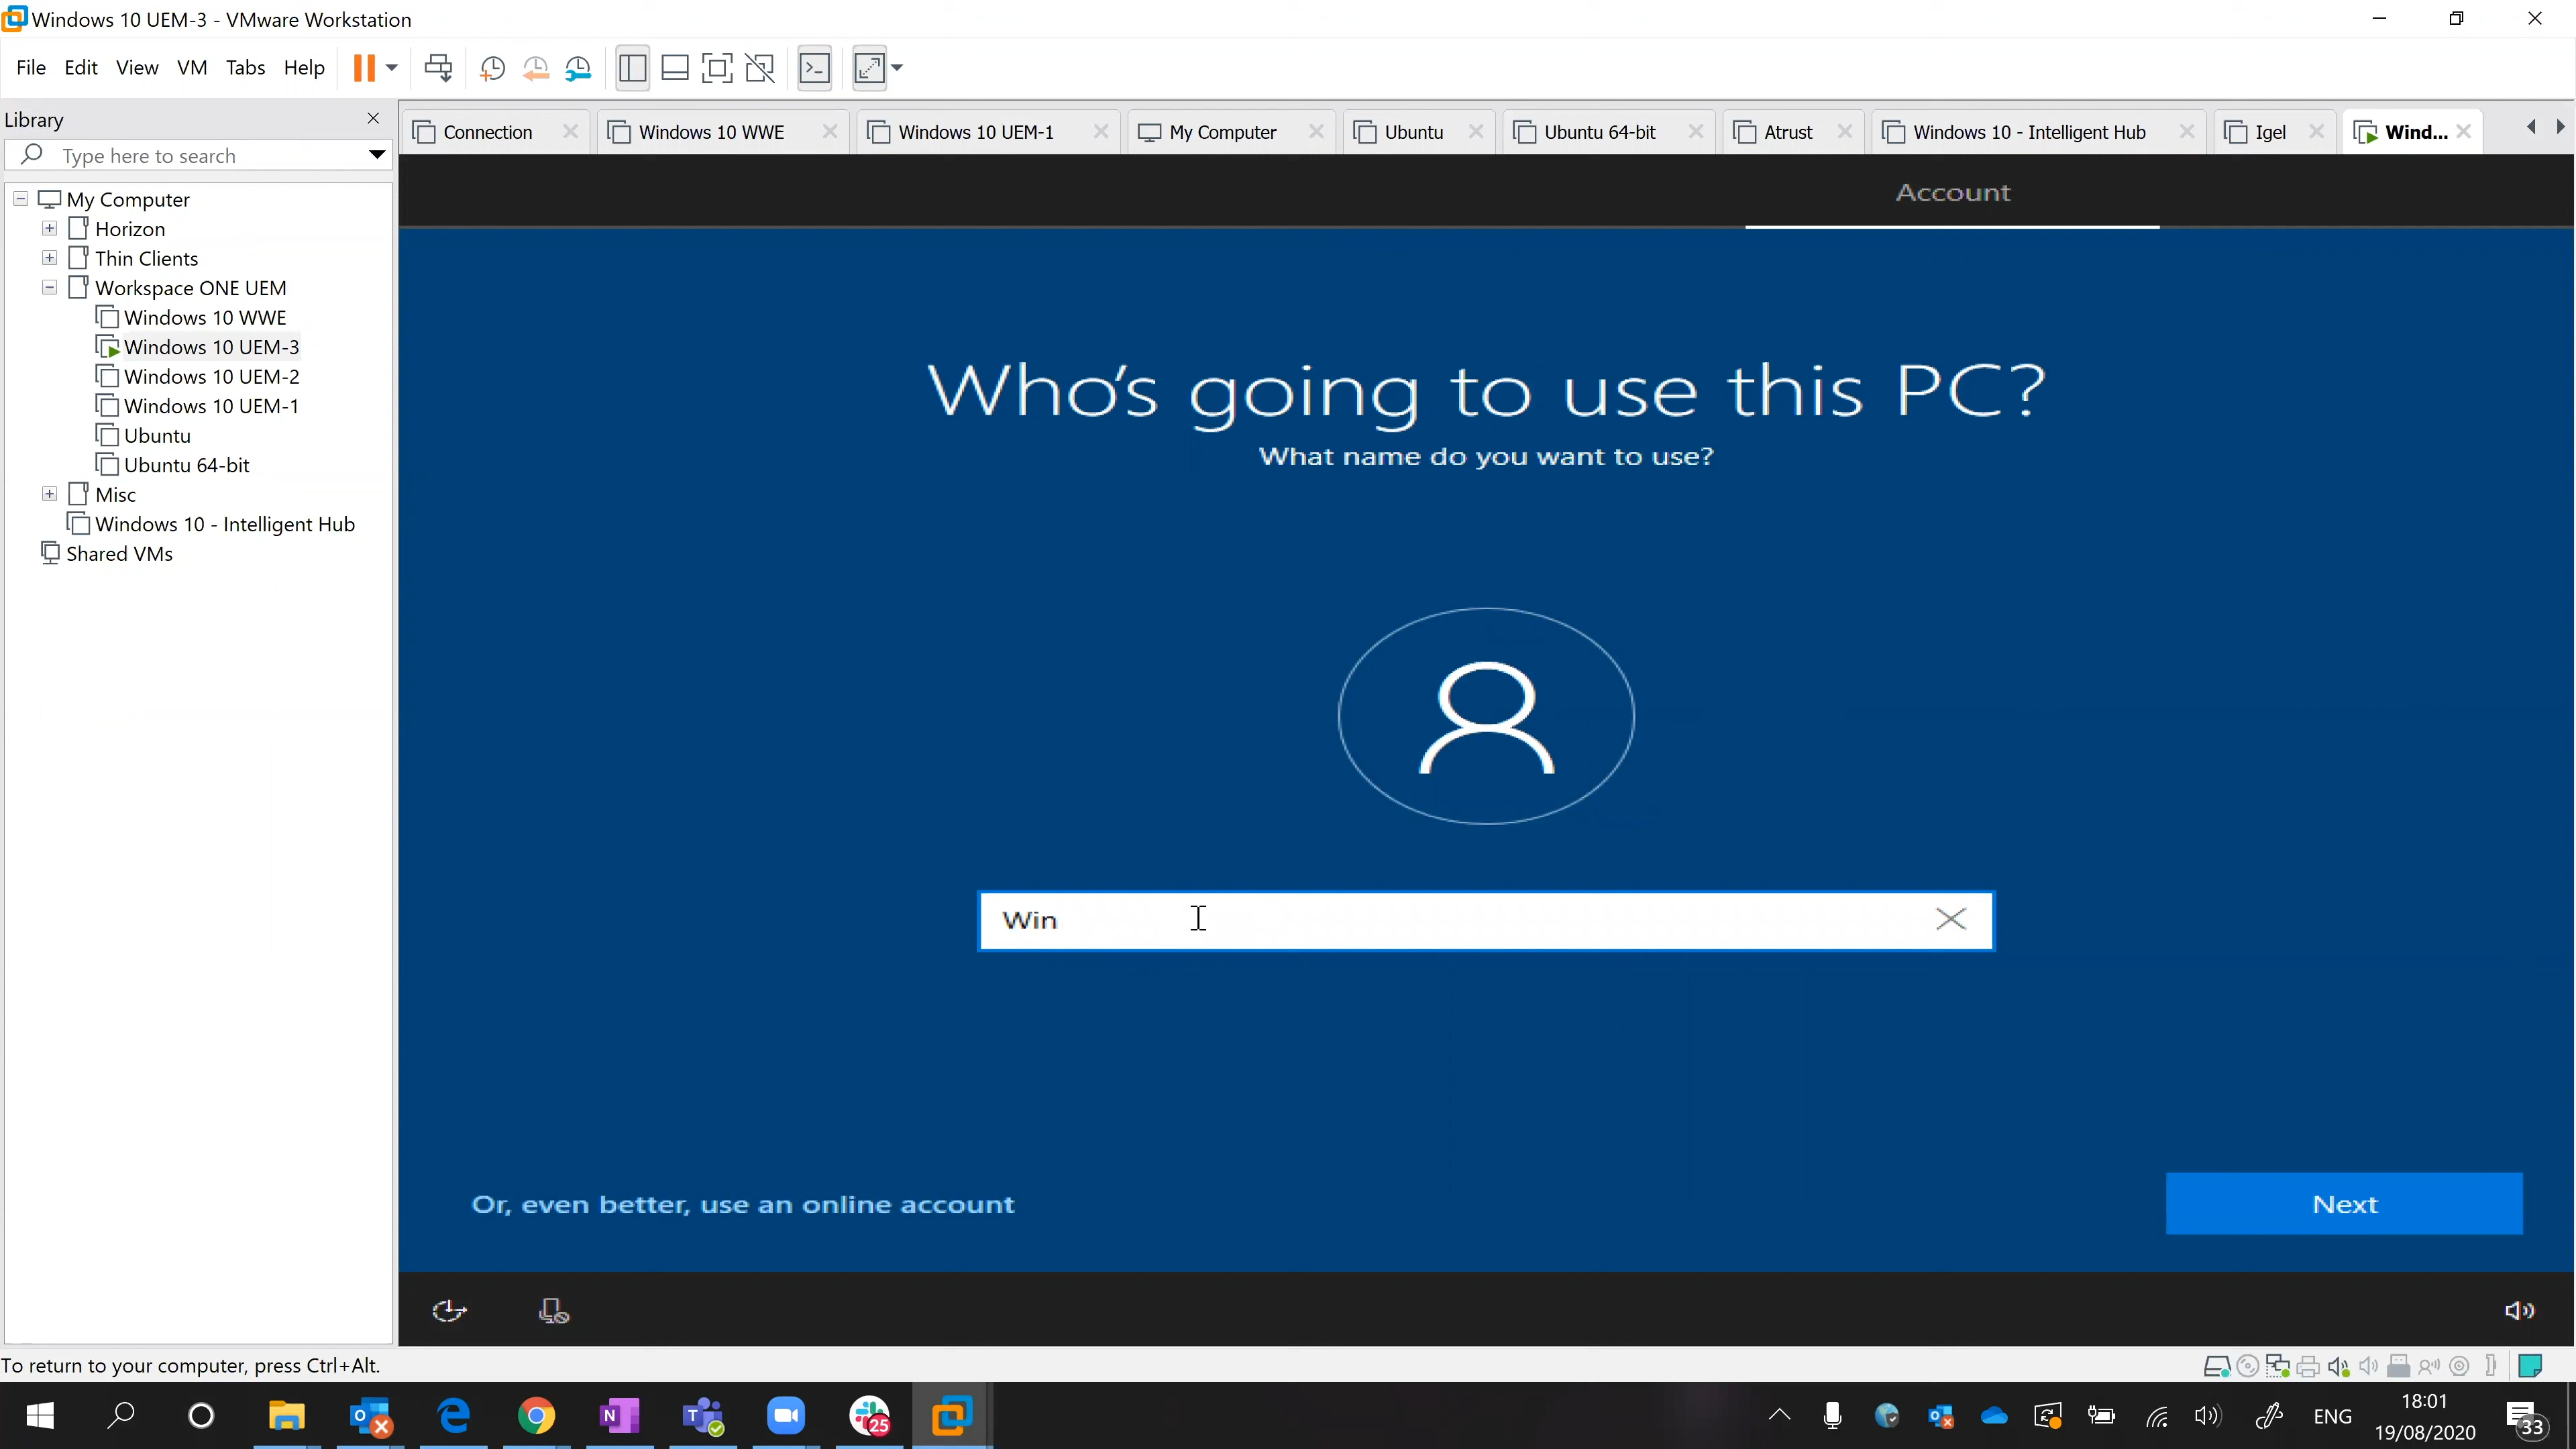 Windows 10 UEM-3 - VMware Workstation
File Edit View VM Tabs Help
Library
Type here to search
My Computer
Horizon
Thin Clients
Workspace ONE UEM
Windows 10 WWE
Windows 10 UEM-3
Windows 10 UEM-2
Windows 10 UEM-1
Ubuntu
Ubuntu 64-bit
Misc
Windows 10 - Intelligent Hub
Shared VMs
Connection Windows 10 WWE Windows 10 UEM-1 My Computer Ubuntu Ubuntu 64-bit Atrust Windows 10 - Intelligent Hub Igel Wind...
Account
Who's going to use this PC?
What name do you want to use?
Win
Or, even better, use an online account
Next
To return to your computer, press Ctrl+Alt.
25
ENG
18:01
19/08/2020
33